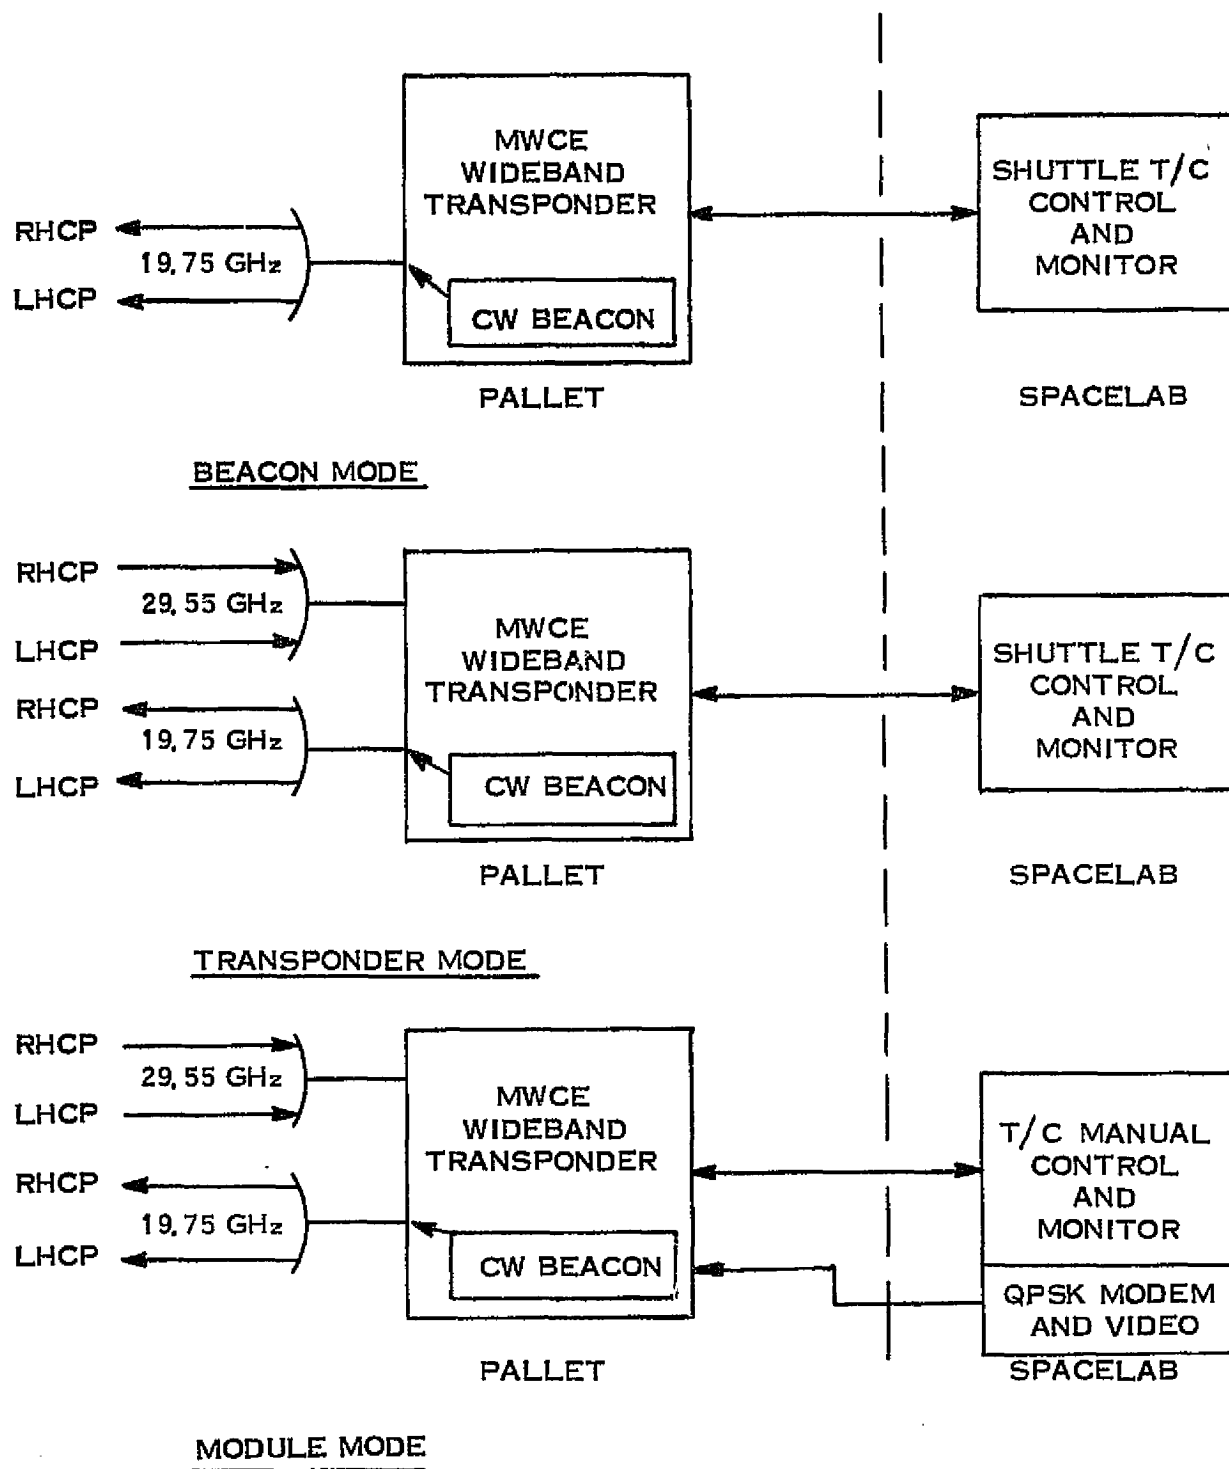 MWCE
WIDEBAND
TRANSPONDER
SHUTTLE T/C
CONTROL
AND
MONITOR
RHCP
19.75 GHz
LHCP
CW BEACON
PALLET
SPACELAB
BEACON MODE
RHCP
29.55 GHz
LHCP
RHCP
19.75 GHz
LHCP
MWCE
WIDEBAND
TRANSPONDER
CW BEACON
SHUTTLE T/C
CONTROL
AND
MONITOR
PALLET
SPACELAB
TRANSPONDER MODE
RHCP
29.55 GHz
LHCP
RHCP
19.75 GHz
LHCP
MWCE
WIDEBAND
TRANSPONDER
CW BEACON
T/C MANUAL
CONTROL
AND
MONITOR
QPSK MODEM
AND VIDEO
PALLET
SPACELAB
MODULE MODE